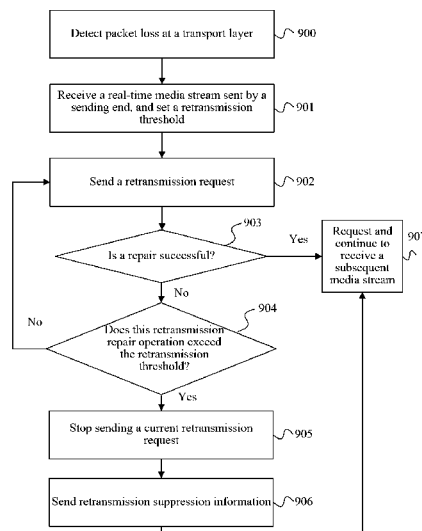 Detect packet loss at a transport layer
900
Receive a real-time media stream sent by a
sending end, and set a retransmission
threshold
901
Send a retransmission request
902
903
Is a repair successful?
Yes
Request and
continue to
receive a
subsequent
media stream
907
No
904
Does this retransmission
repair operation exceed
the retransmission
threshold?
No
Yes
Stop sending a current retransmission
request
905
Send retransmission suppression information
906